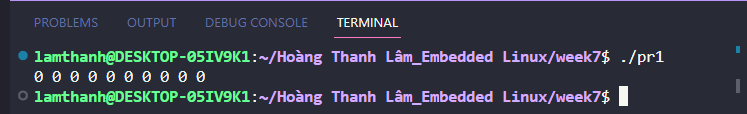 PROBLEMS OUTPUT DEBUG CONSOLE TERMINAL
lamthanh@DESKTOP-05IV9K1:~/Hoàng Thanh Lâm_Embedded Linux/week7$ ./pr1
0 0 0 0 0 0 0 0 0 0
lamthanh@DESKTOP-05IV9K1:~/Hoàng Thanh Lâm_Embedded Linux/week7$